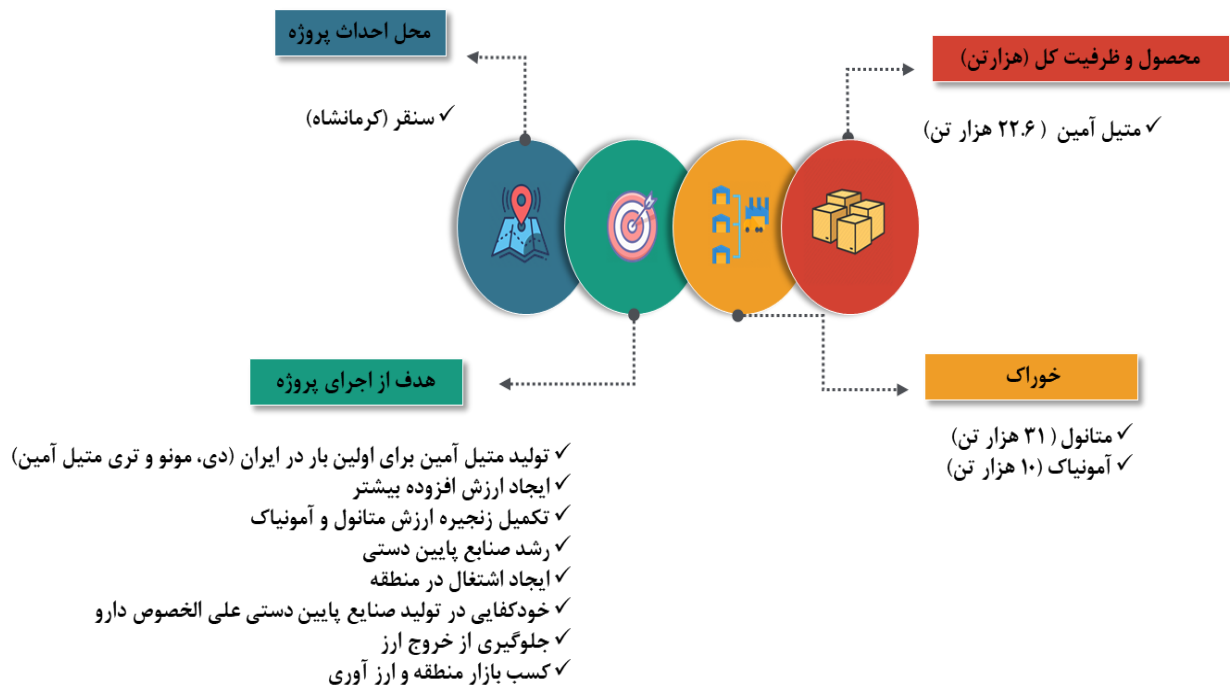 محصول و ظرفیت کل (هزارتن)
✓ متیل آمین ( ۲۲.۶ هزار تن)
محل احداث پروژه
✓ سنقر (کرمانشاه)
خوراک
✓ متانول ( ۳۱ هزار تن)
✓ آمونیاک (۱۰ هزار تن)
هدف از اجرای پروژه
✓ تولید متیل آمین برای اولین بار در ایران (دی، مونو و تری متیل آمین)
✓ ایجاد ارزش افزوده بیشتر
✓ تکمیل زنجیره ارزش متانول و آمونیاک
✓ رشد صنایع پایین دستی
✓ ایجاد اشتغال در منطقه
✓ خودکفایی در تولید صنایع پایین دستی علی الخصوص دارو
✓ جلوگیری از خروج ارز
✓ کسب بازار منطقه و ارز آوری